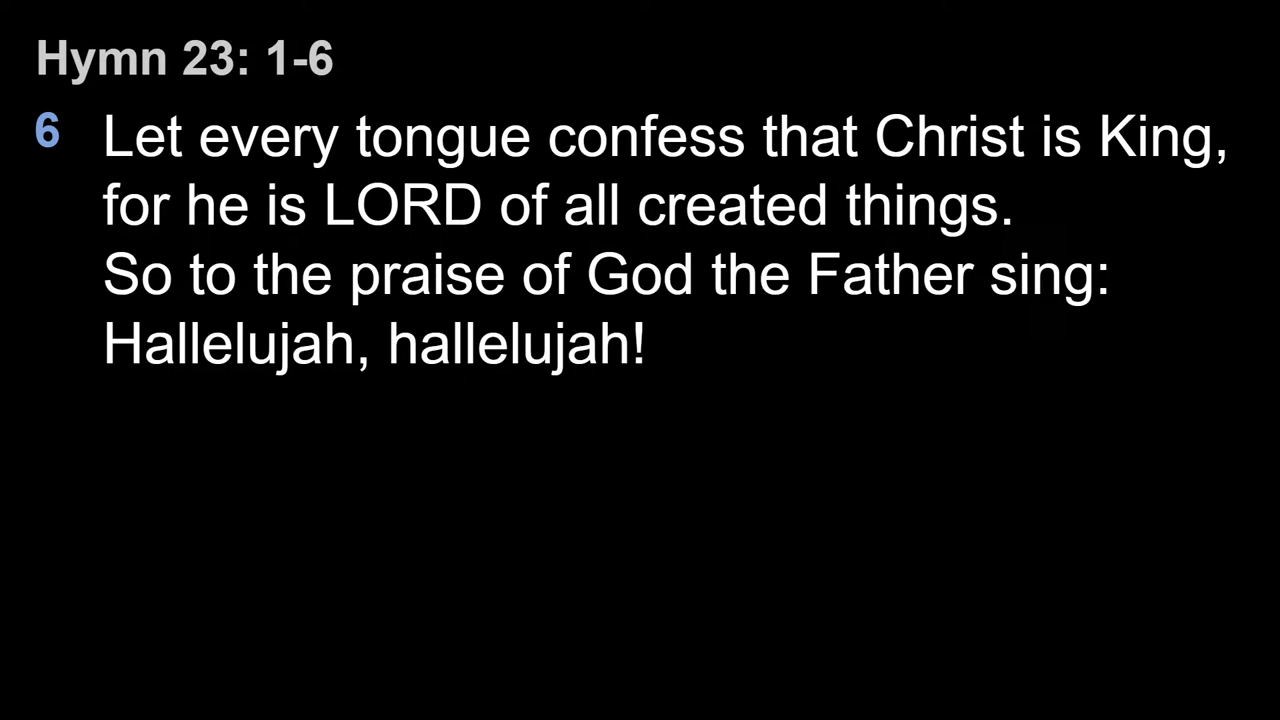 Hymn 23: 1-6
6 Let every tongue confess that Christ is King,
for he is LORD of all created things.
So to the praise of God the Father sing:
Hallelujah, hallelujah!